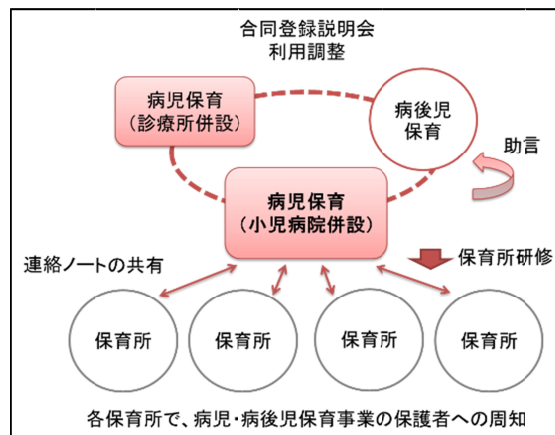 合同登録説明会
利用調整
病児保育
（診療所併設）
病後児
保育
助言
病児保育
（小児病院併設）
連絡ノートの共有
保育所研修
保育所
保育所
保育所
保育所
各保育所で、病児・病後児保育事業の保護者への周知